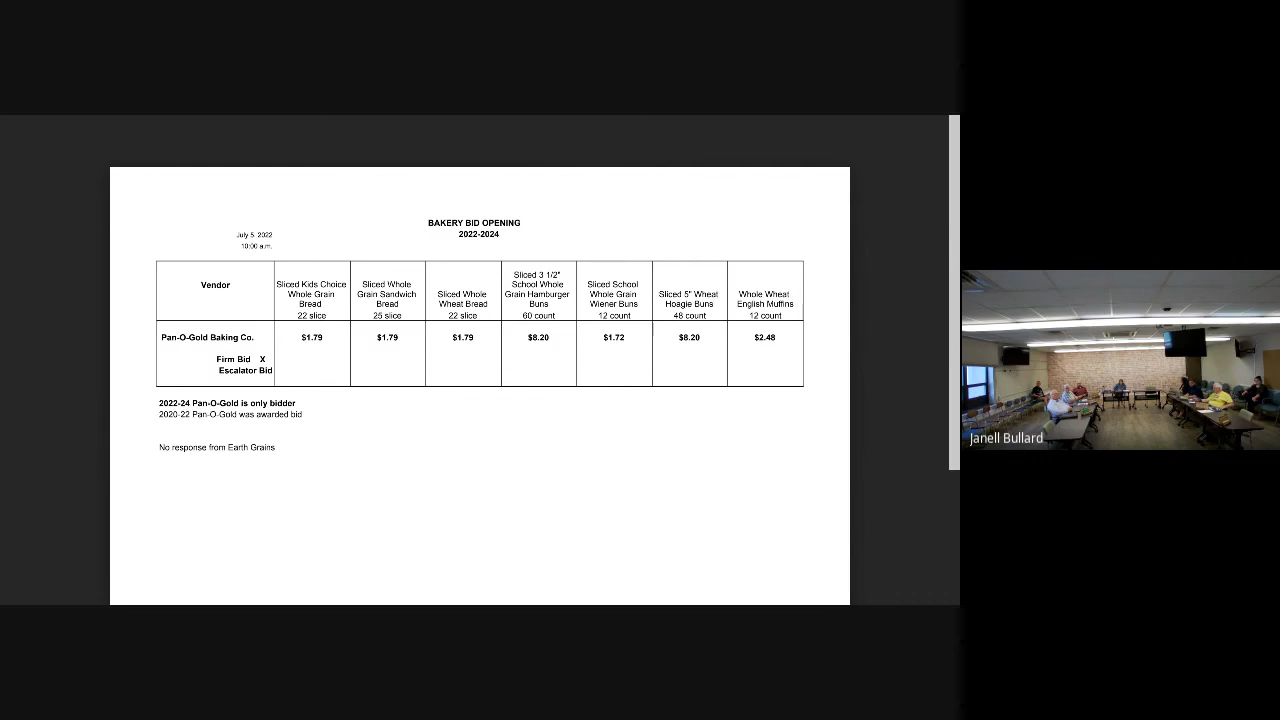 BAKERY BID OPENING
2022-2024
July 5, 2022
10:00 a.m.
Vendor
Sliced Kids Choice
Whole Grain
Bread
22 slice
Sliced Whole
Grain Sandwich
Bread
25 slice
Sliced Whole
Wheat Bread
22 slice
Sliced 3 1/2"
School Whole
Grain Hamburger
Buns
60 count
Sliced School
Whole Grain
Wiener Buns
12 count
Sliced 5" Wheat
Hoagie Buns
48 count
Whole Wheat
English Muffins
12 count
Pan-O-Gold Baking Co. $1.79 $1.79 $1.79 $8.20 $1.72 $8.20 $2.48
Firm Bid X
Escalator Bid
2022-24 Pan-O-Gold is only bidder
2020-22 Pan-O-Gold was awarded bid
No response from Earth Grains
Janell Bullard